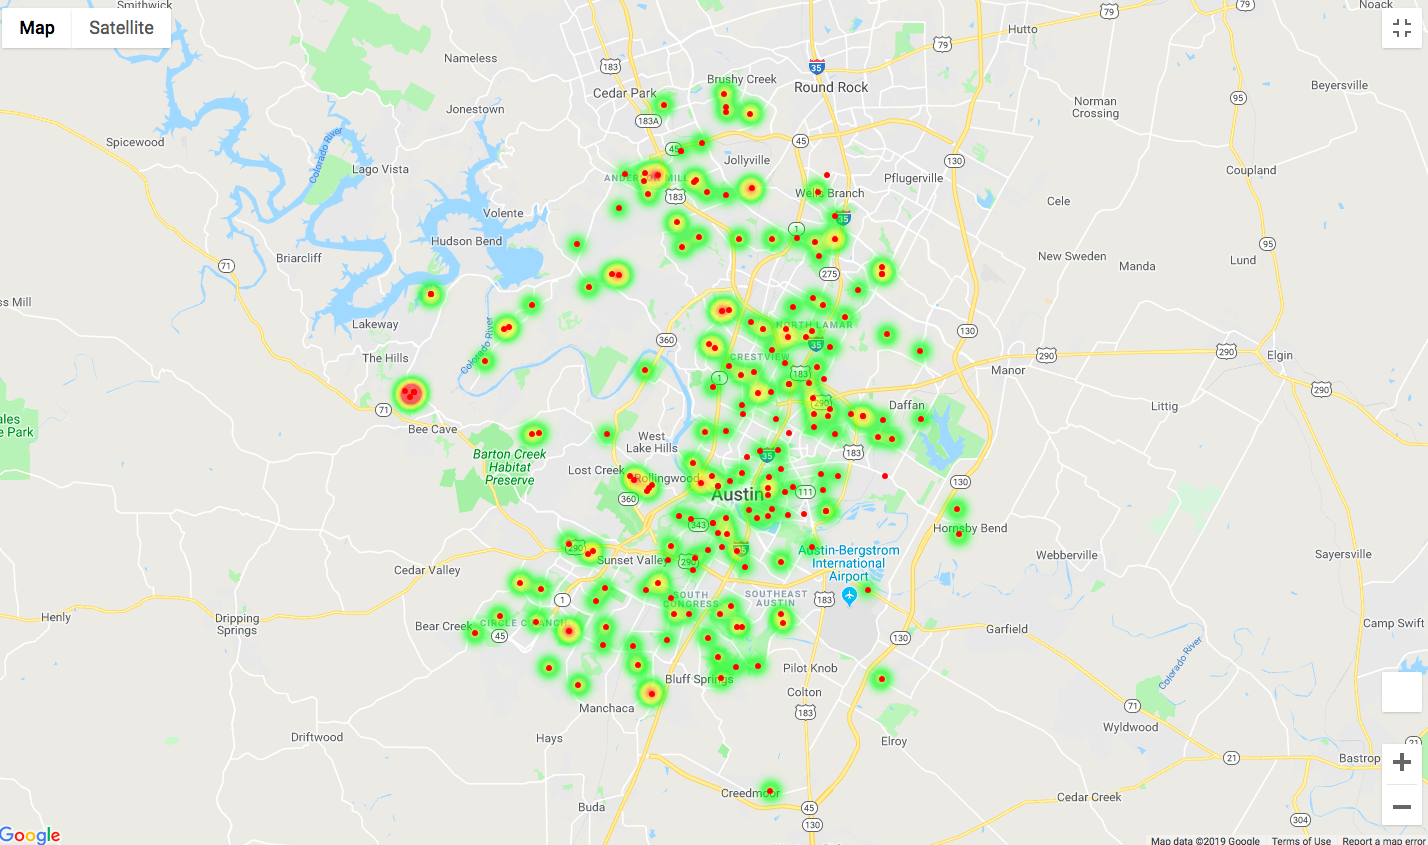 Smithwick
Noack
Map
Satellite
79
79
Hutto
79
183
Nameless
35
Brushy Creek
Cedar Park
Round Rock
Beyersville
95
Norman
Crossing
Jonestown
183A
Spicewood
45
45
Colorado River
Lago Vista
Jollyville
130
Coupland
Pflugerville
183
Wells Branch
Cele
Volente
35
1
Hudson Bend
95
Briarcliff
71
New Sweden
Manda
Lund
275
ss Mill
Lakeway
Colorado River
NORTH LAMAR
130
360
35
The Hills
CRESTVIEW
290
290
Elgin
183
Manor
1
290
71
Daffan
Littig
290
ales
e Park
Bee Cave
West
Lake Hills
Barton Creek
Habitat
Preserve
183
Lost Creek
Rollingwood
35
130
360
Austin
111
343
Hornsby Bend
290
35
Austin-Bergstrom
International
Airport
Webberville
Sayersville
Sunset Valley
290
Cedar Valley
1
SOUTH
CONGRESS
SOUTHEAST
AUSTIN
183
Henly
Dripping
Springs
Bear Creek
45
Garfield
Camp Swift
130
Colorado River
Bluff Springs
Pilot Knob
Colton
71
Manchaca
183
Wyldwood
Driftwood
Hays
Elroy
21
21
Bastrop
Creedmoor
Cedar Creek
Buda
45
130
304
Google
Map data ©2019 Google
Terms of Use
Report a map error